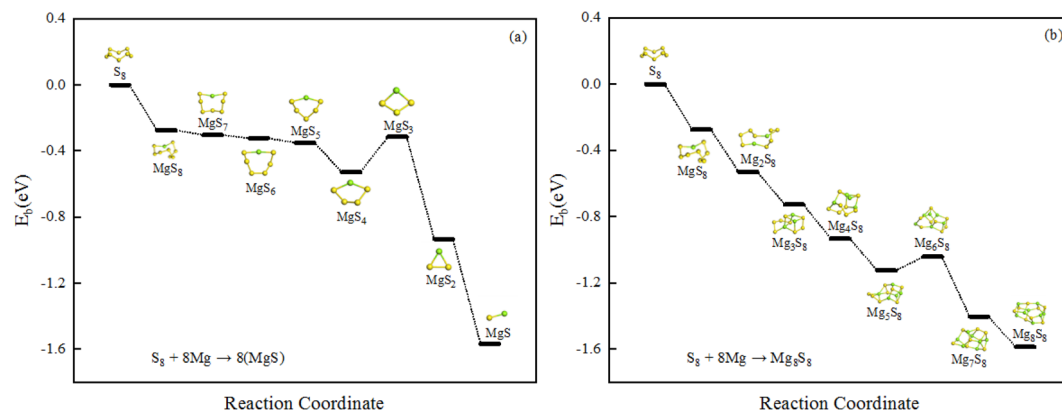 (a)
0.4
0.0
-0.4
-0.8
-1.2
-1.6
E_b(eV)
S₈
MgS₈
MgS₇
MgS₆
MgS₅
MgS₄
MgS₃
MgS₂
MgS
S₈ + 8Mg → 8(MgS)
Reaction Coordinate
(b)
0.4
0.0
-0.4
-0.8
-1.2
-1.6
E_b(eV)
S₈
MgS₈
Mg₂S₈
Mg₃S₈
Mg₄S₈
Mg₅S₈
Mg₆S₈
Mg₇S₈
Mg₈S₈
S₈ + 8Mg → Mg₈S₈
Reaction Coordinate